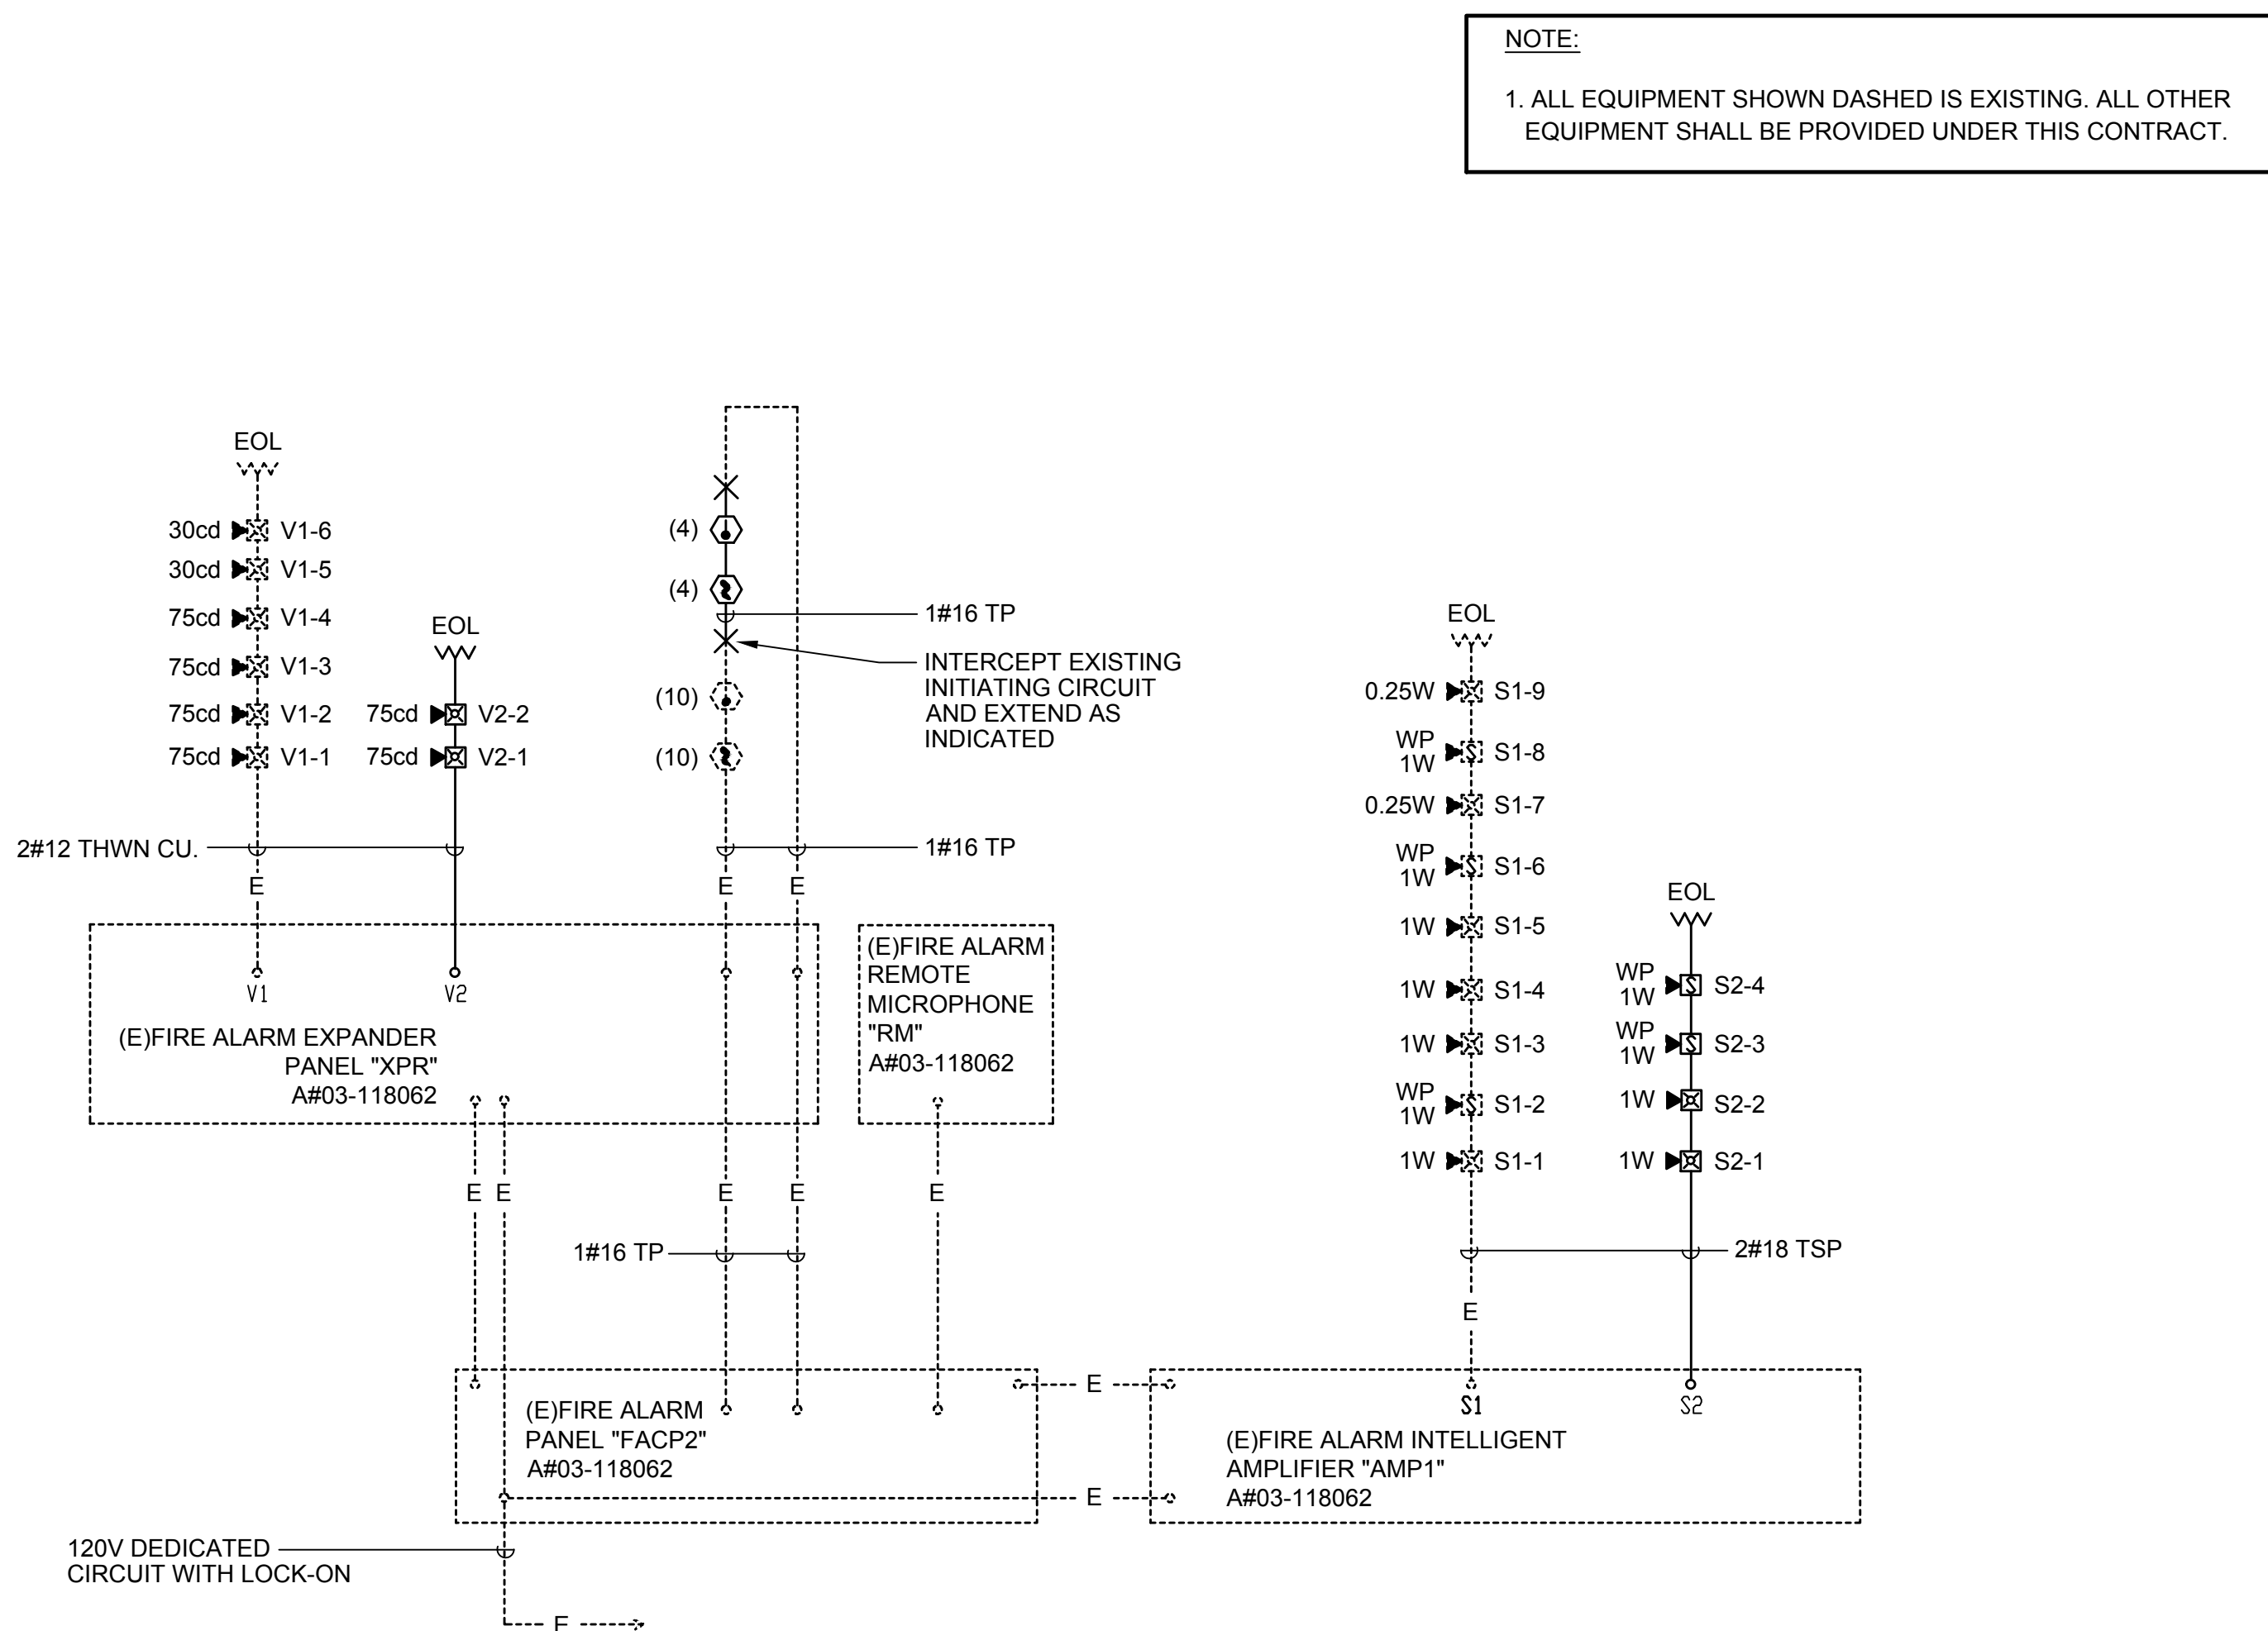 NOTE:
1. ALL EQUIPMENT SHOWN DASHED IS EXISTING. ALL OTHER
EQUIPMENT SHALL BE PROVIDED UNDER THIS CONTRACT.
EOL
30cd V1-6
30cd V1-5
75cd V1-4
75cd V1-3
75cd V1-2
75cd V1-1
EOL
75cd V2-2
75cd V2-1
2#12 THWN CU.
E
V1
V2
(E)FIRE ALARM EXPANDER
PANEL "XPR"
A#03-118062
(4)
(4)
1#16 TP
INTERCEPT EXISTING
INITIATING CIRCUIT
AND EXTEND AS
INDICATED
(10)
(10)
1#16 TP
E E
(E)FIRE ALARM
REMOTE
MICROPHONE
"RM"
A#03-118062
E E E E E
1#16 TP
EOL
0.25W S1-9
WP
1W S1-8
0.25W S1-7
WP
1W S1-6
1W S1-5
1W S1-4
1W S1-3
WP
1W S1-2
1W S1-1
EOL
WP
1W S2-4
WP
1W S2-3
1W S2-2
1W S2-1
2#18 TSP
E
S1
S2
(E)FIRE ALARM
PANEL "FACP2"
A#03-118062
E
E
(E)FIRE ALARM INTELLIGENT
AMPLIFIER "AMP1"
A#03-118062
120V DEDICATED
CIRCUIT WITH LOCK-ON
E